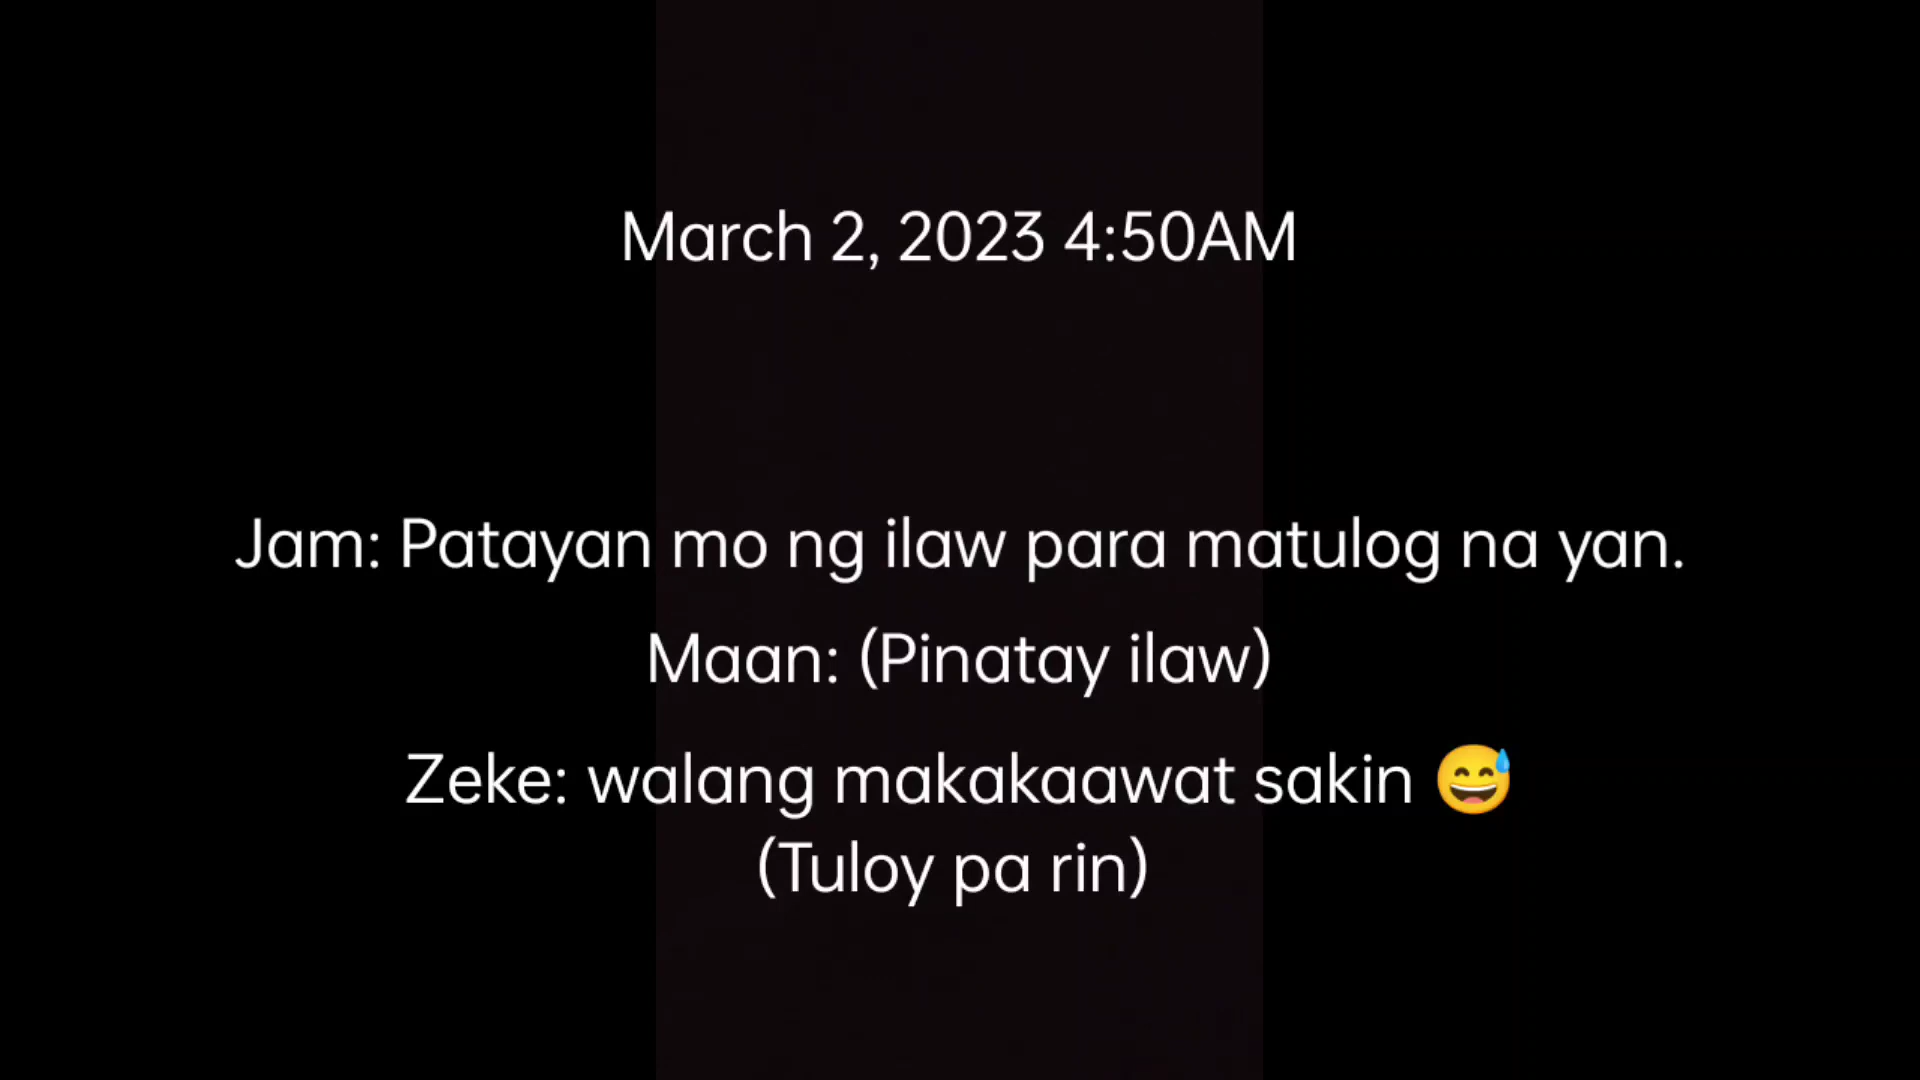 March 2, 2023 4:50AM
Jam: Patayan mo ng ilaw para matulog na yan.
Maan: (Pinatay ilaw)
Zeke: walang makakaawat sakin 😅
(Tuloy pa rin)